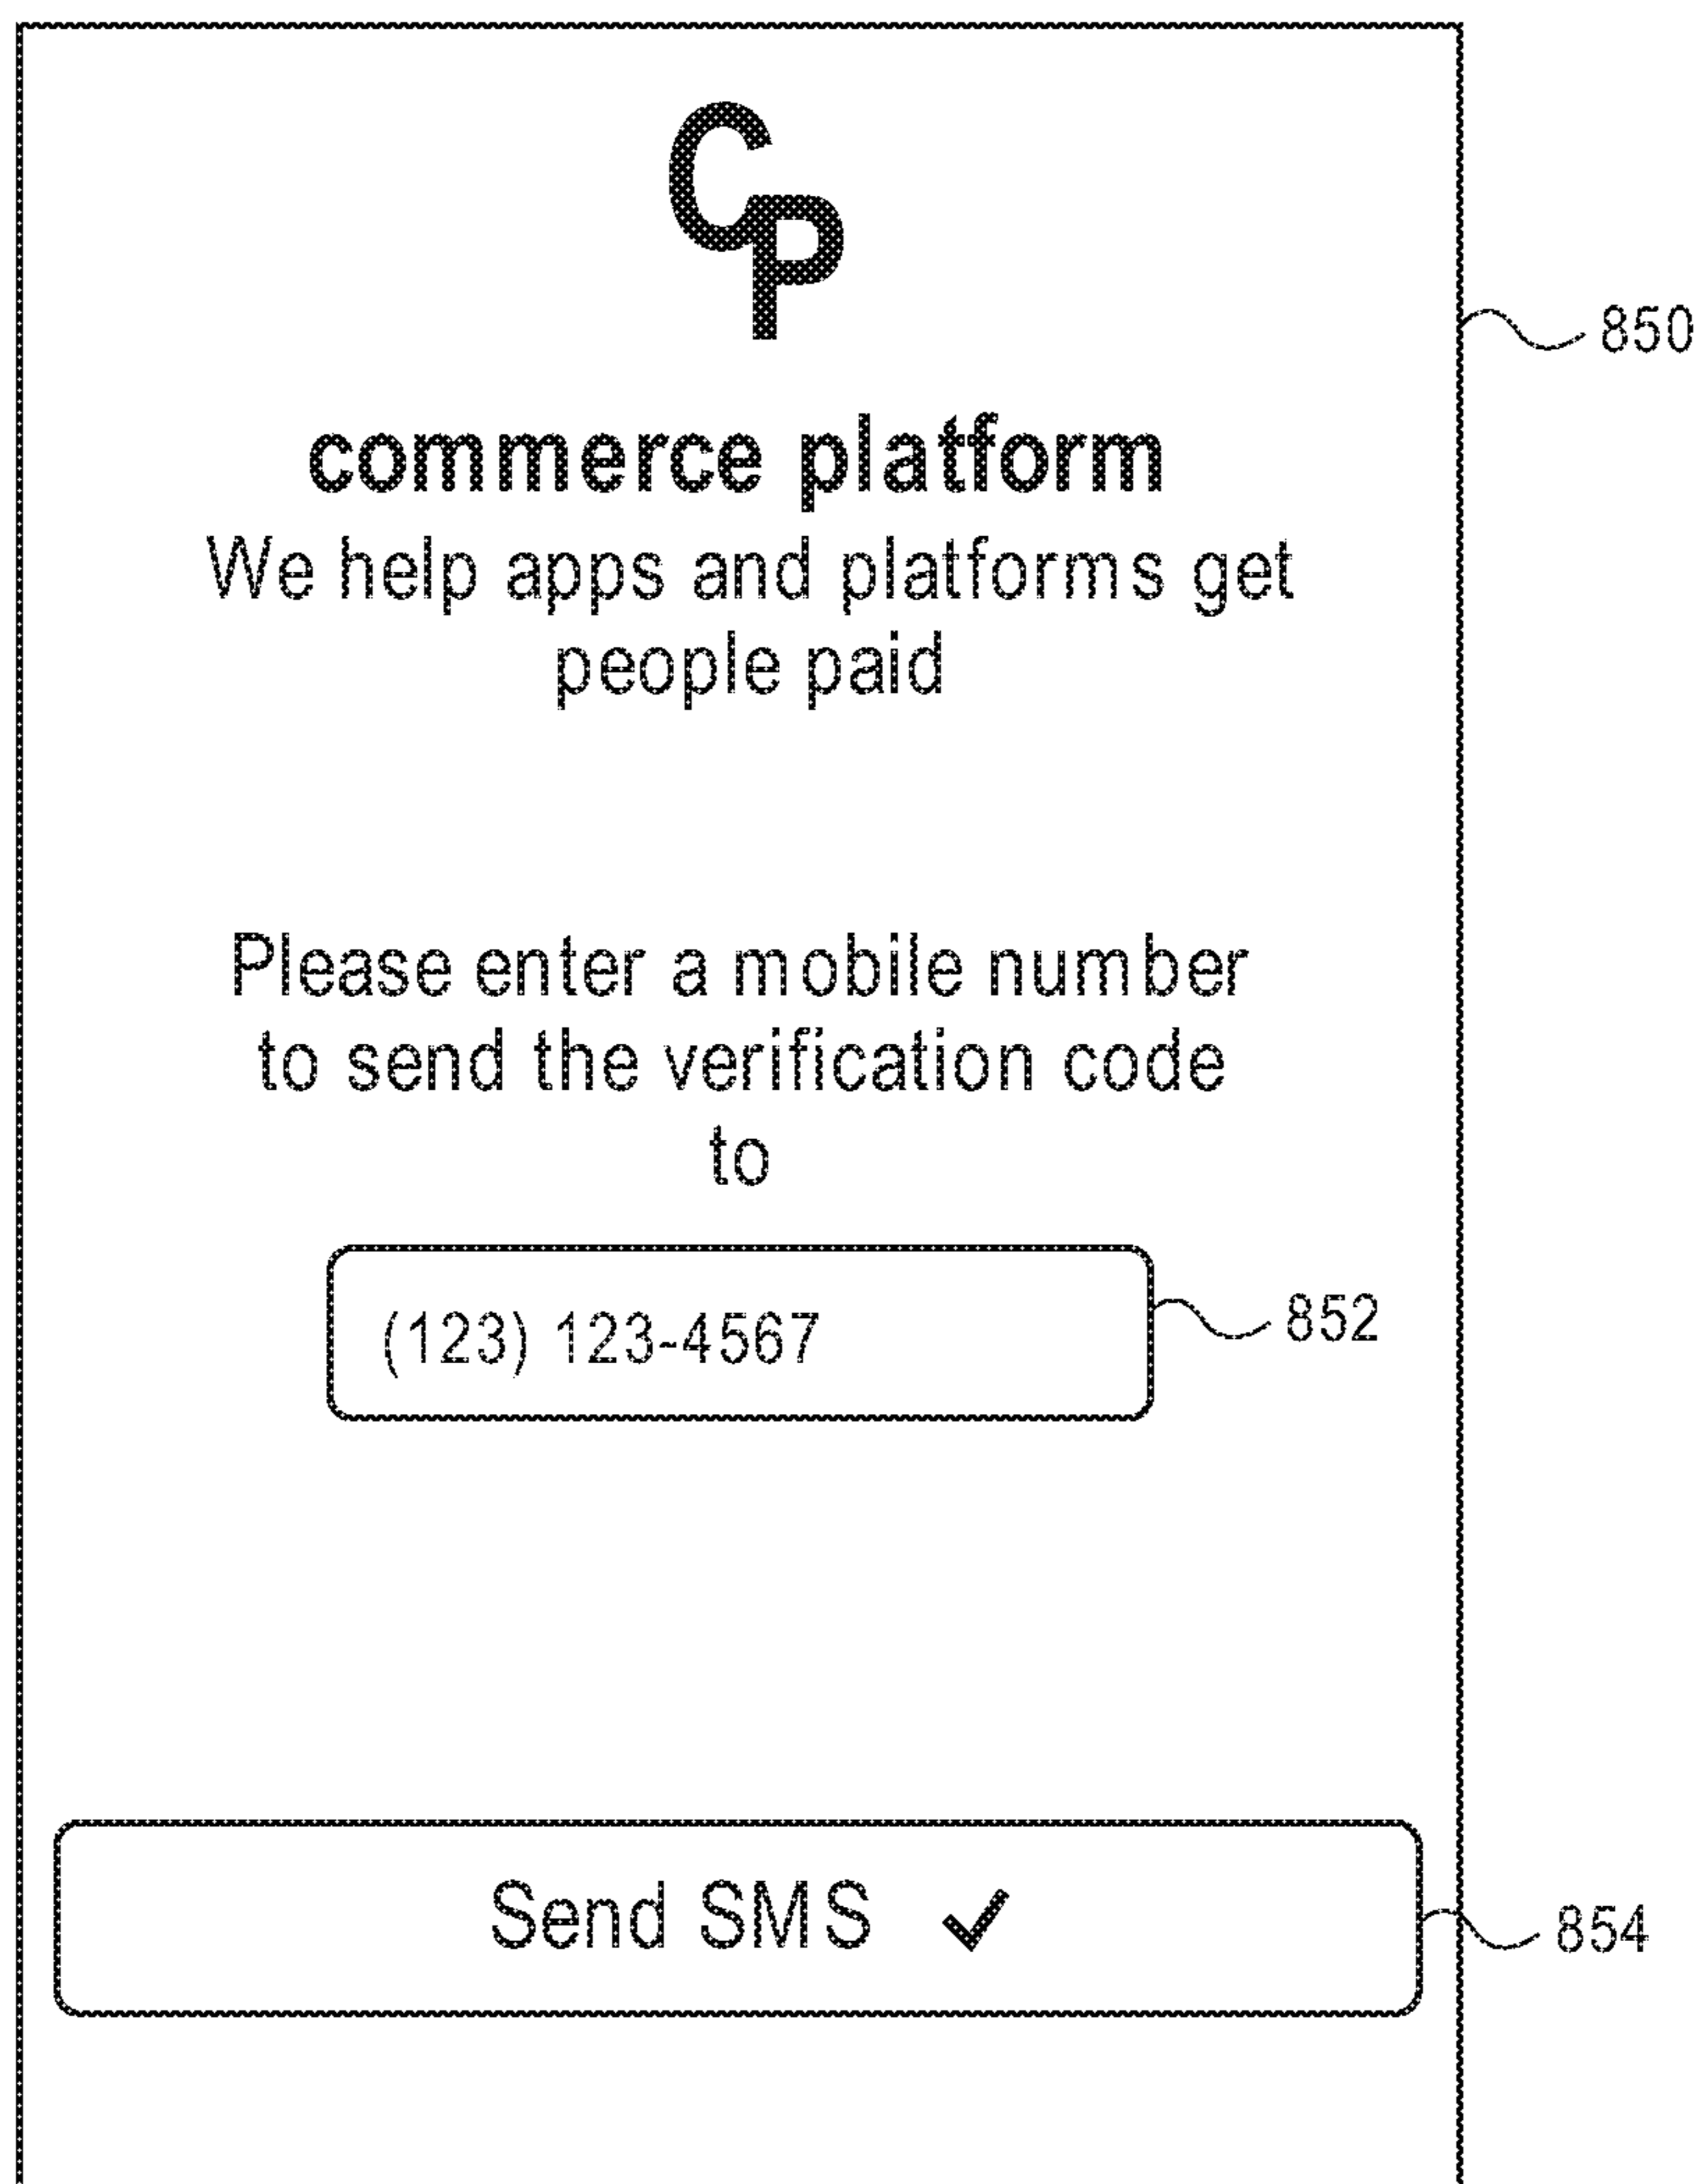 CP
850
commerce platform
We help apps and platforms get
people paid
Please enter a mobile number
to send the verification code
to
(123) 123-4567
852
Send SMS ✓
854